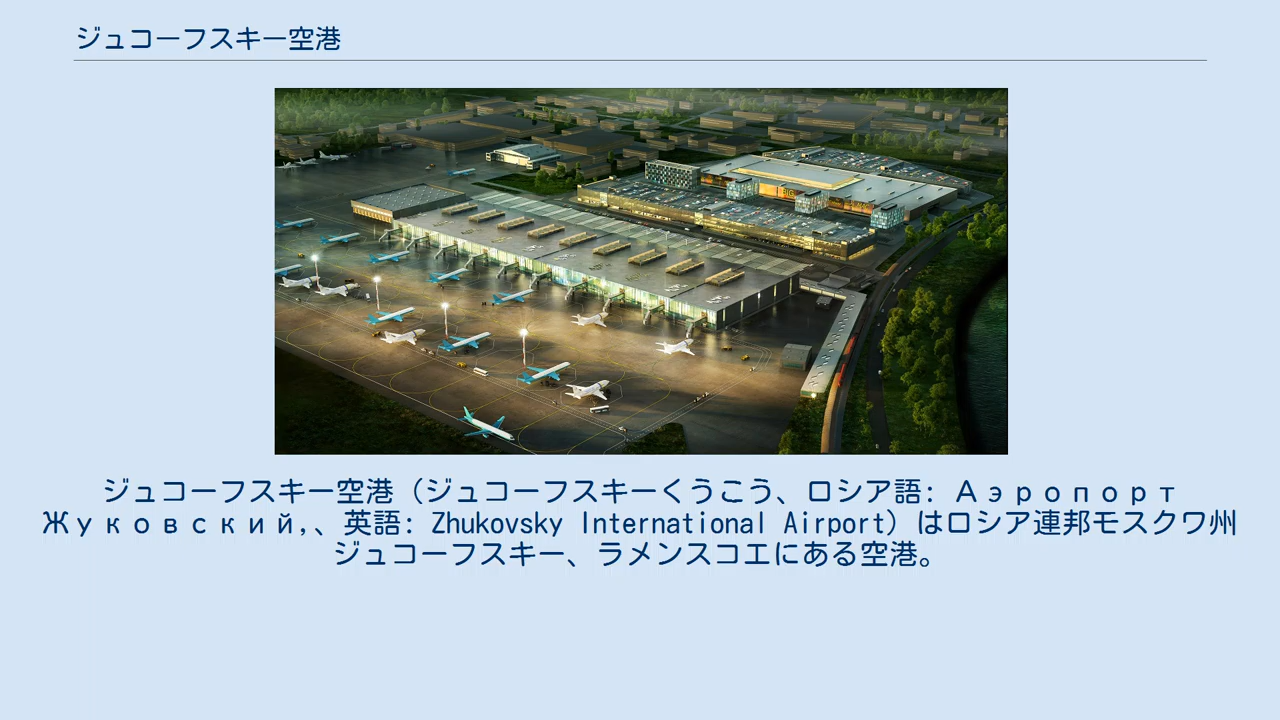 ジュコーフスキー空港
ジュコーフスキー空港（ジュコーフスキーくうこう、ロシア語: Аэропорт
Жуковский,、英語: Zhukovsky International Airport）はロシア連邦モスクワ州
ジュコーフスキー、ラメンスコエにある空港。